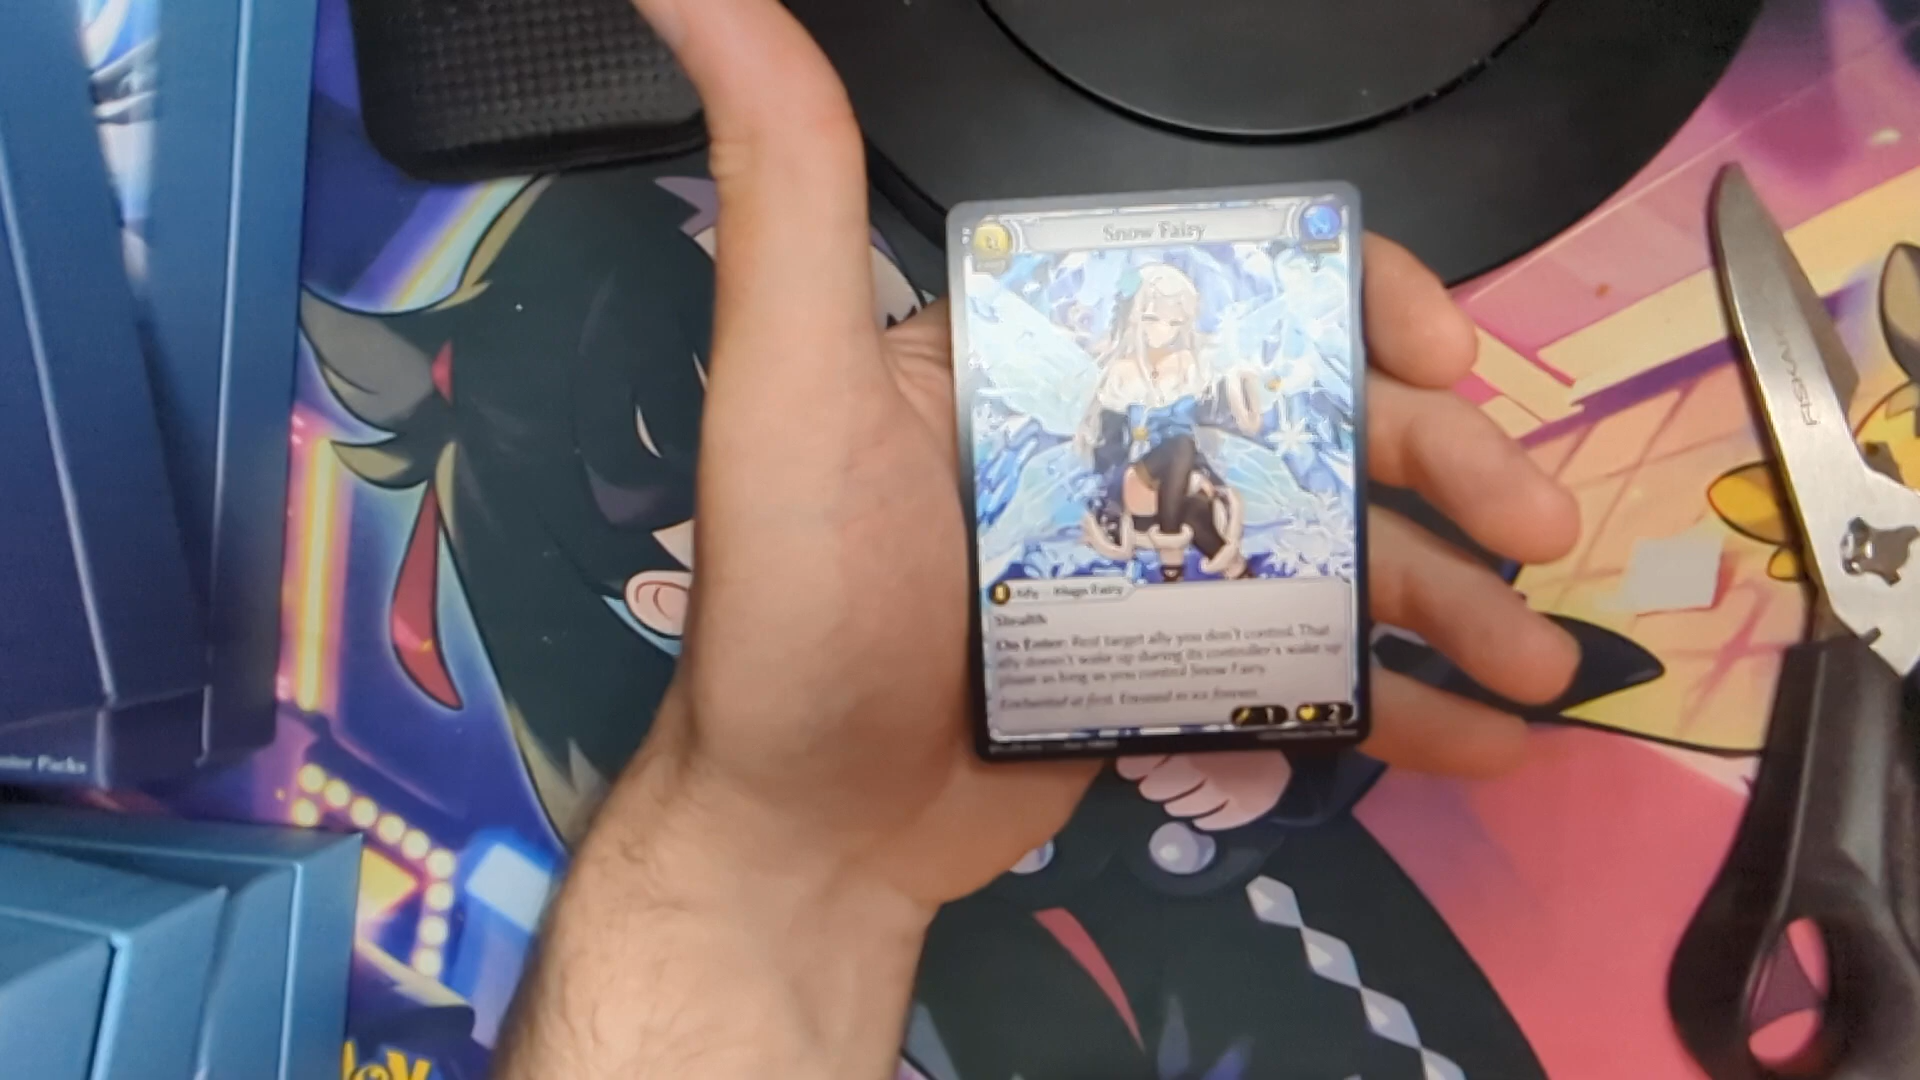 Snow Fairy
Ally - Mage Fairy
Stealth
On Enter: Rest target ally you don't control. That
ally doesn't wake up during its controller's wake up
phase as long as you control Snow Fairy.
Enchanted at first. Ensnared in ice forever.
1
2
Packs